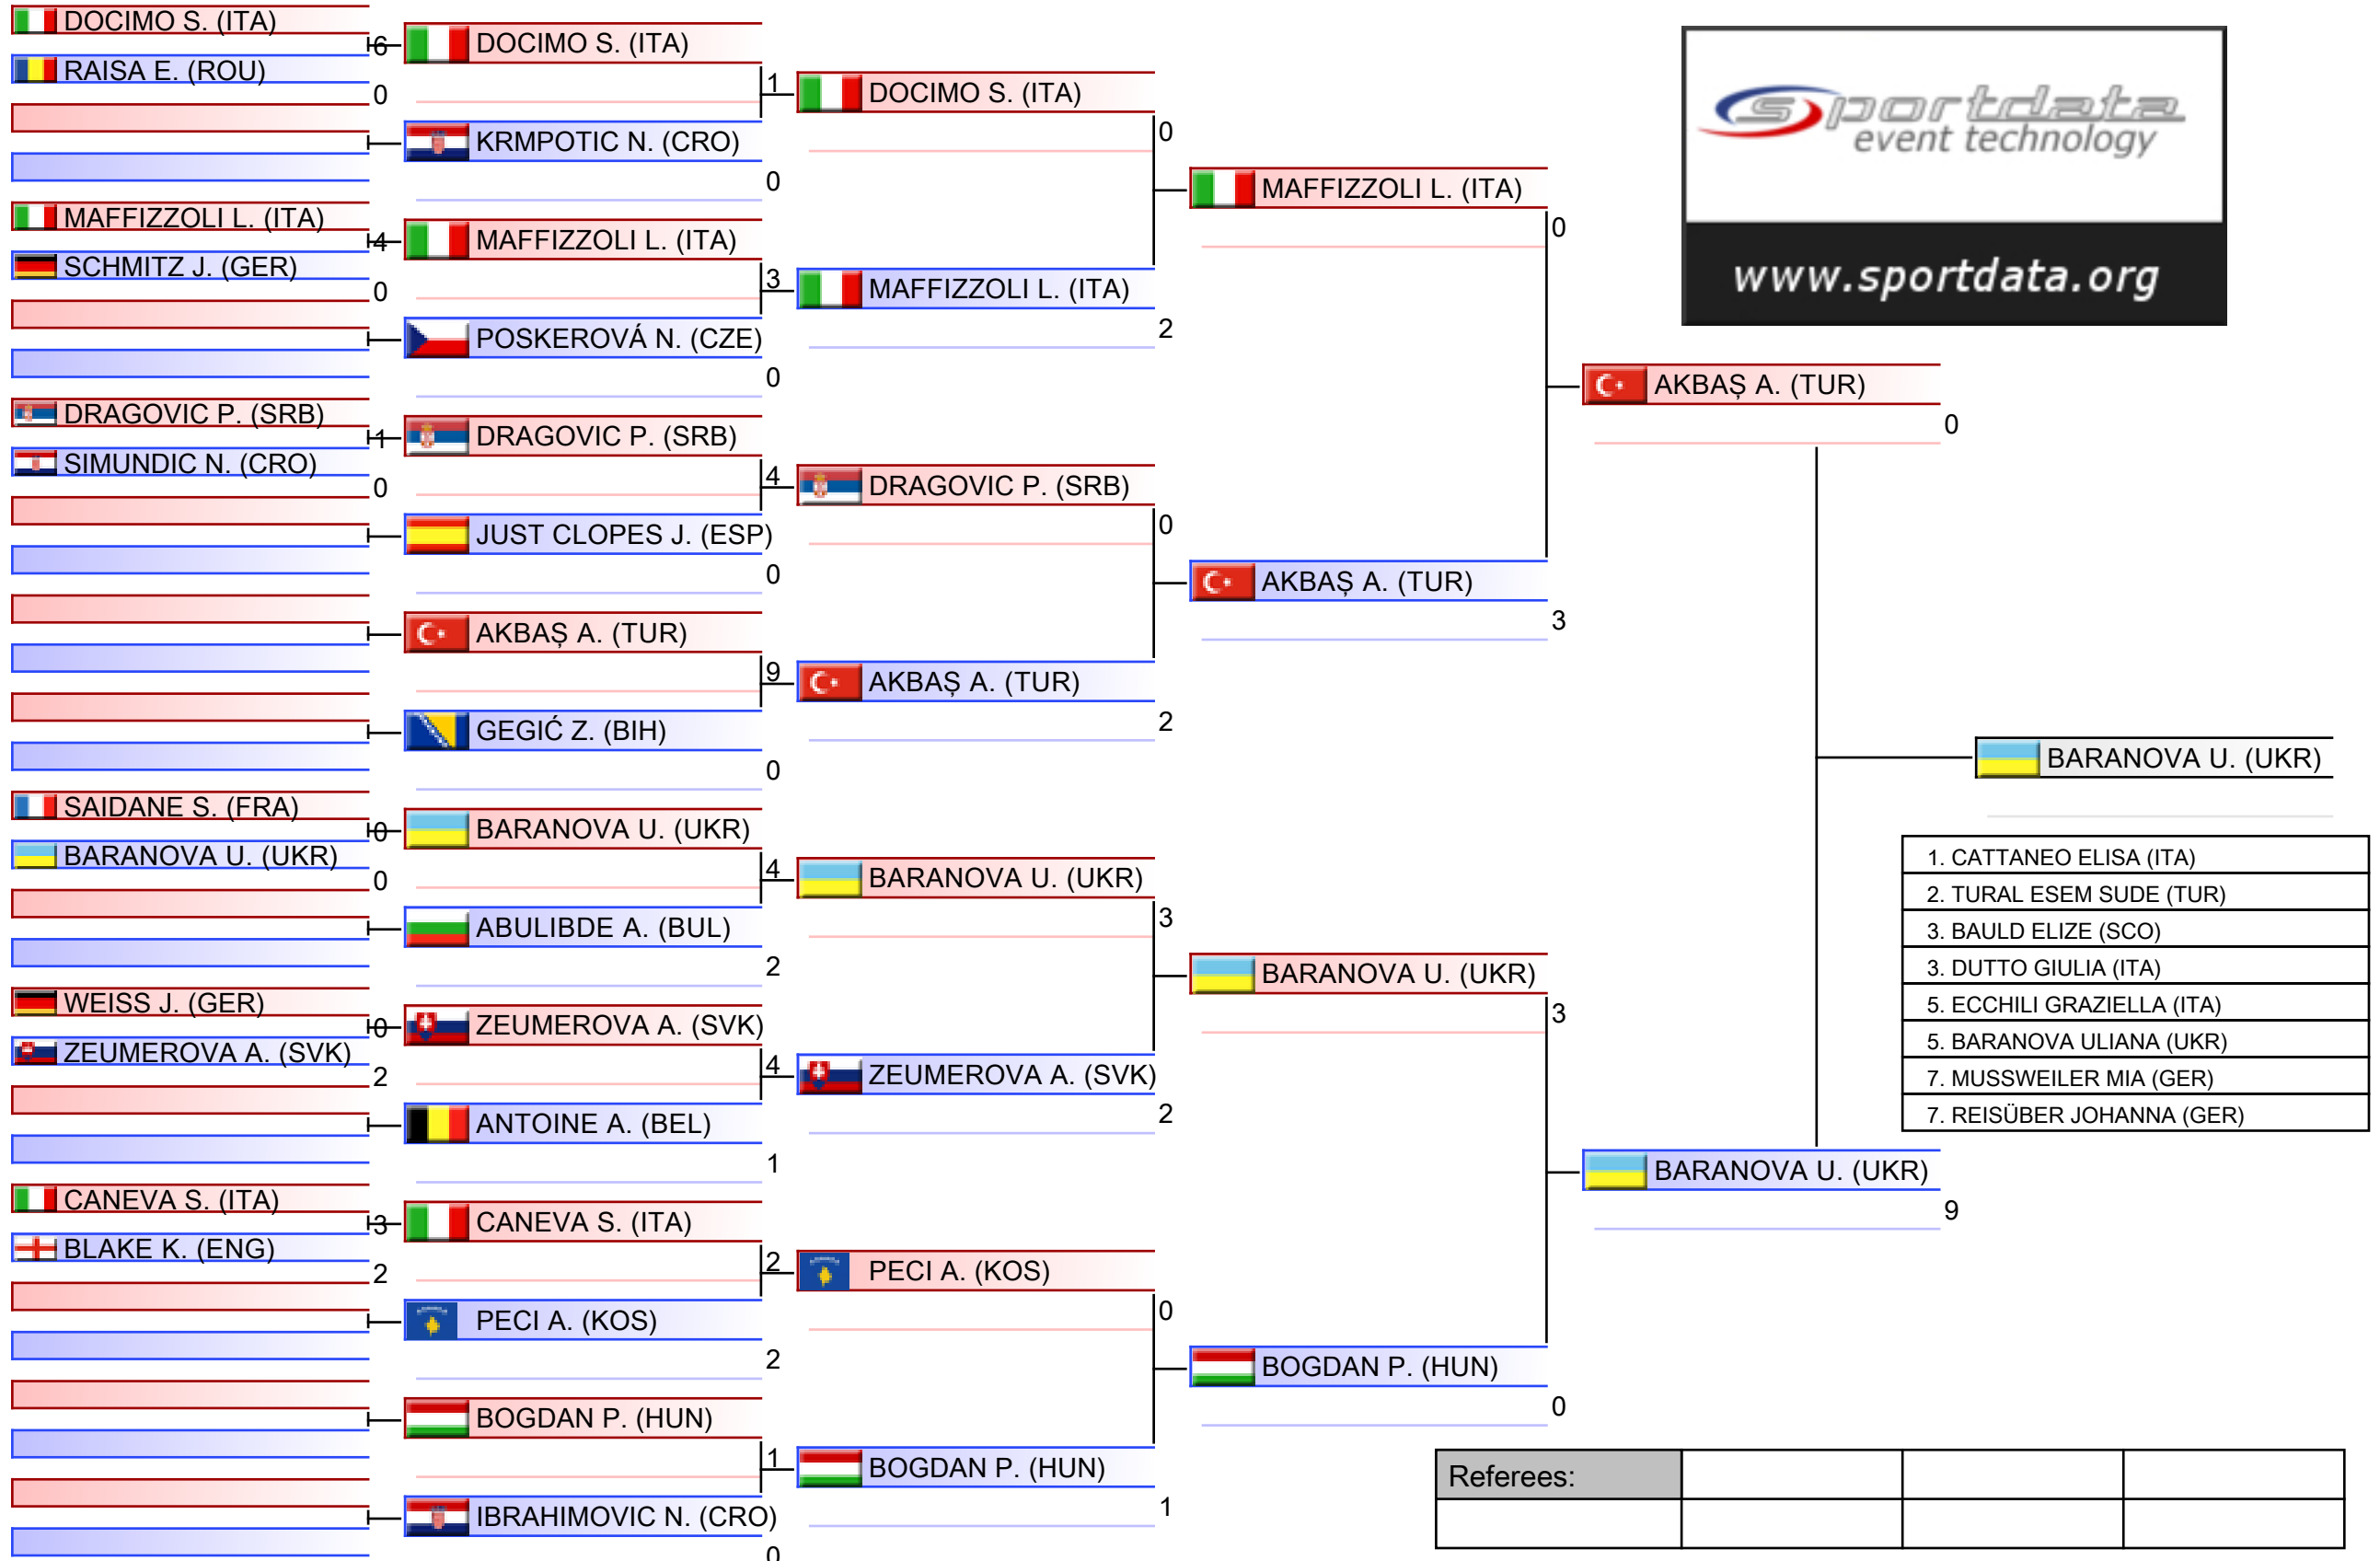 DOCIMO S. (ITA)
6
RAISA E. (ROU)
0
MAFFIZZOLI L. (ITA)
4
SCHMITZ J. (GER)
0
DRAGOVIC P. (SRB)
1
SIMUNDIC N. (CRO)
0
SAIDANE S. (FRA)
0
BARANOVA U. (UKR)
0
WEISS J. (GER)
0
ZEUMEROVA A. (SVK)
2
CANEVA S. (ITA)
3
BLAKE K. (ENG)
2
DOCIMO S. (ITA)
1
KRMPOTIC N. (CRO)
0
MAFFIZZOLI L. (ITA)
3
POSKEROVÁ N. (CZE)
0
DRAGOVIC P. (SRB)
4
JUST CLOPES J. (ESP)
0
AKBAŞ A. (TUR)
9
GEGIĆ Z. (BIH)
0
BARANOVA U. (UKR)
4
ABULIBDE A. (BUL)
2
ZEUMEROVA A. (SVK)
4
ANTOINE A. (BEL)
1
CANEVA S. (ITA)
2
PECI A. (KOS)
2
BOGDAN P. (HUN)
1
IBRAHIMOVIC N. (CRO)
0
DOCIMO S. (ITA)
0
MAFFIZZOLI L. (ITA)
2
DRAGOVIC P. (SRB)
0
AKBAŞ A. (TUR)
2
BARANOVA U. (UKR)
3
ZEUMEROVA A. (SVK)
2
PECI A. (KOS)
0
BOGDAN P. (HUN)
1
MAFFIZZOLI L. (ITA)
0
AKBAŞ A. (TUR)
3
BARANOVA U. (UKR)
3
BOGDAN P. (HUN)
0
AKBAŞ A. (TUR)
0
BARANOVA U. (UKR)
9
BARANOVA U. (UKR)
sportdata
event technology
www.sportdata.org
1. CATTANEO ELISA (ITA)
2. TURAL ESEM SUDE (TUR)
3. BAULD ELIZE (SCO)
3. DUTTO GIULIA (ITA)
5. ECCHILI GRAZIELLA (ITA)
5. BARANOVA ULIANA (UKR)
7. MUSSWEILER MIA (GER)
7. REISÜBER JOHANNA (GER)
Referees: